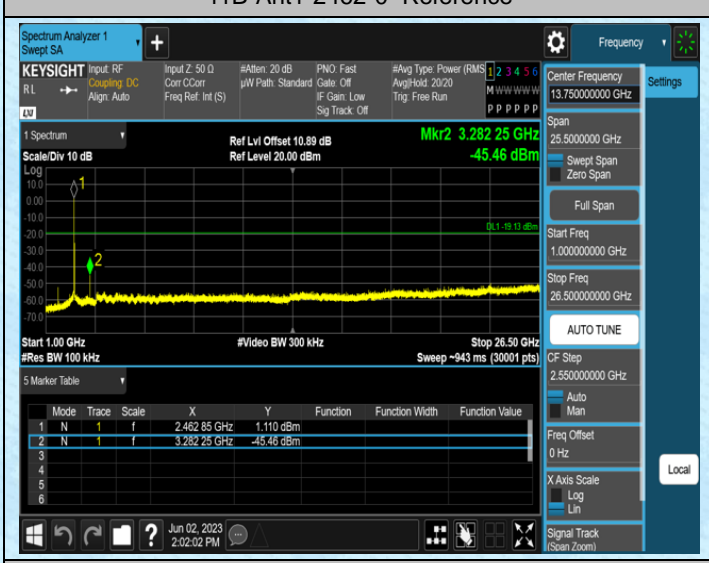 Spectrum Analyzer 1
Swept SA
+
Frequency
KEYSIGHT
RL
LXI
Input: RF
Coupling: DC
Align: Auto
Input Z: 50 Ω
Corr CCorr
Freq Ref: Int (S)
#Atten: 20 dB
µW Path: Standard
PNO: Fast
Gate: Off
IF Gain: Low
Sig Track: Off
#Avg Type: Power (RMS
Avg|Hold: 20/20
Trig: Free Run
1 2 3 4 5 6
M W W W W W
P P P P P P
1 Spectrum
Scale/Div 10 dB
Log
Ref Lvl Offset 10.89 dB
Ref Level 20.00 dBm
Mkr2 3.282 25 GHz
-45.46 dBm
10.0
0.00
-10.0
-20.0
-30.0
-40.0
-50.0
-60.0
-70.0
1
2
DL1 -19.13 dBm
Start 1.00 GHz
#Res BW 100 kHz
#Video BW 300 kHz
Stop 26.50 GHz
Sweep ~943 ms (30001 pts)
5 Marker Table
Mode Trace Scale X Y Function Function Width Function Value
1 N 1 f 2.462 85 GHz 1.110 dBm
2 N 1 f 3.282 25 GHz -45.46 dBm
3
4
5
6
?
Jun 02, 2023
2:02:02 PM
Center Frequency
13.750000000 GHz
Settings
Span
25.5000000 GHz
Swept Span
Zero Span
Full Span
Start Freq
1.000000000 GHz
Stop Freq
26.500000000 GHz
AUTO TUNE
CF Step
2.550000000 GHz
Auto
Man
Freq Offset
0 Hz
X Axis Scale
Log
Lin
Local
Signal Track
(Span Zoom)